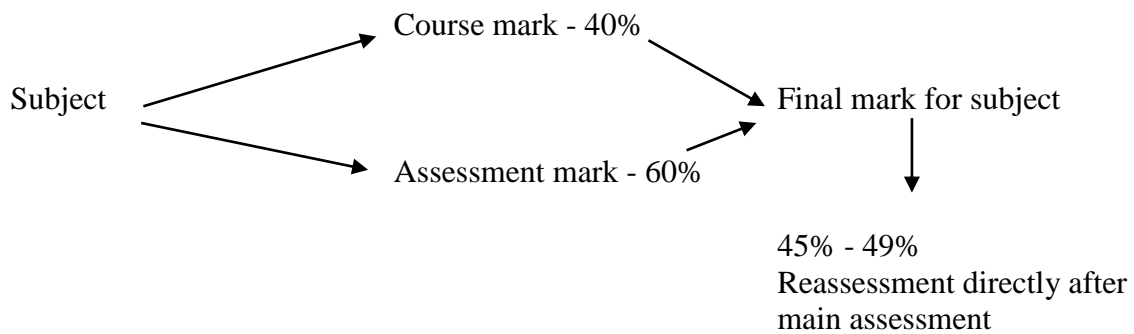 Course mark - 40%
Subject
Final mark for subject
Assessment mark - 60%
45% - 49%
Reassessment directly after
main assessment